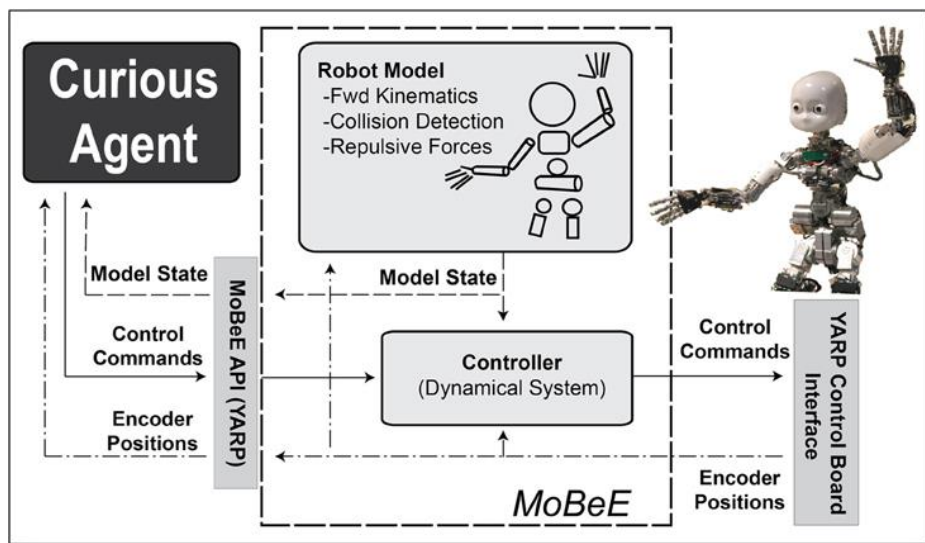 Curious
Agent
Robot Model
-Fwd Kinematics
-Collision Detection
-Repulsive Forces
Model State
Model State
MoBeE API (YARP)
Control
Commands
Controller
(Dynamical System)
Control
Commands
YARP Control Board
Interface
Encoder
Positions
Encoder
Positions
MoBeE